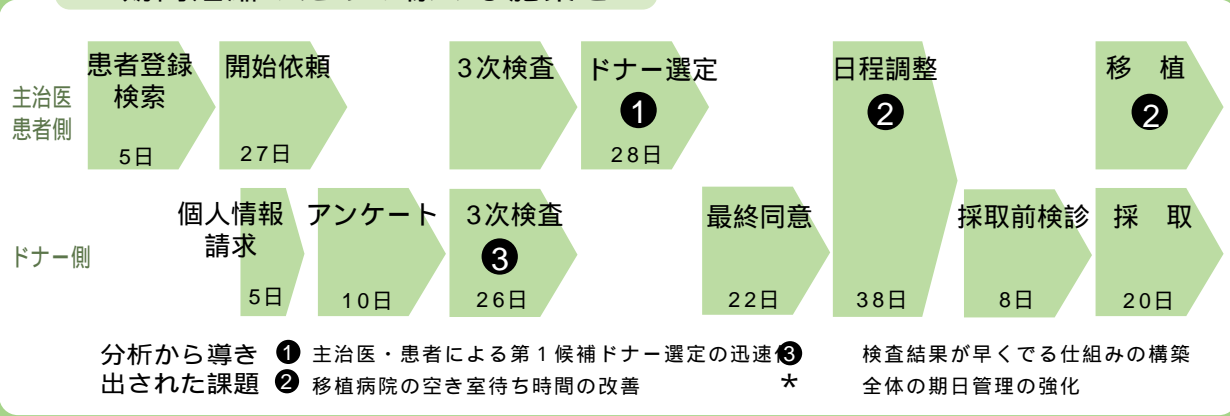 患者登録
検索
5日
開始依頼
27日
3次検査
ドナー選定
❶
28日
日程調整
❷
38日
移 植
❷
主治医
患者側
個人情報
請求
5日
アンケート
10日
3次検査
❸
26日
最終同意
22日
採取前検診
8日
採 取
20日
ドナー側
分析から導き
出された課題
❶ 主治医・患者による第1候補ドナー選定の迅速
❷ 移植病院の空き室待ち時間の改善
❸ 検査結果が早くでる仕組みの構築
* 全体の期日管理の強化